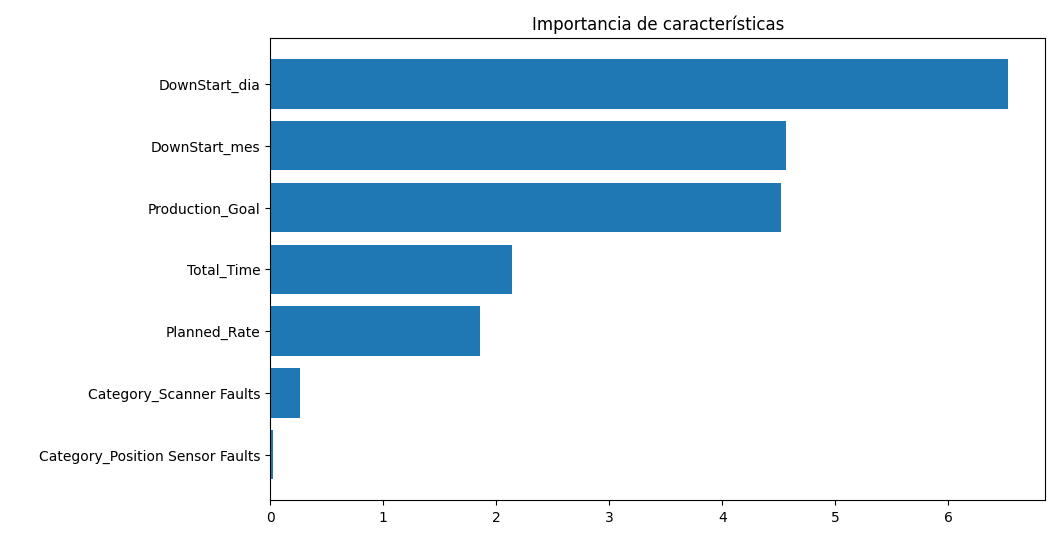 Importancia de características
DownStart_dia
DownStart_mes
Production_Goal
Total_Time
Planned_Rate
Category_Scanner Faults
Category_Position Sensor Faults
0 1 2 3 4 5 6